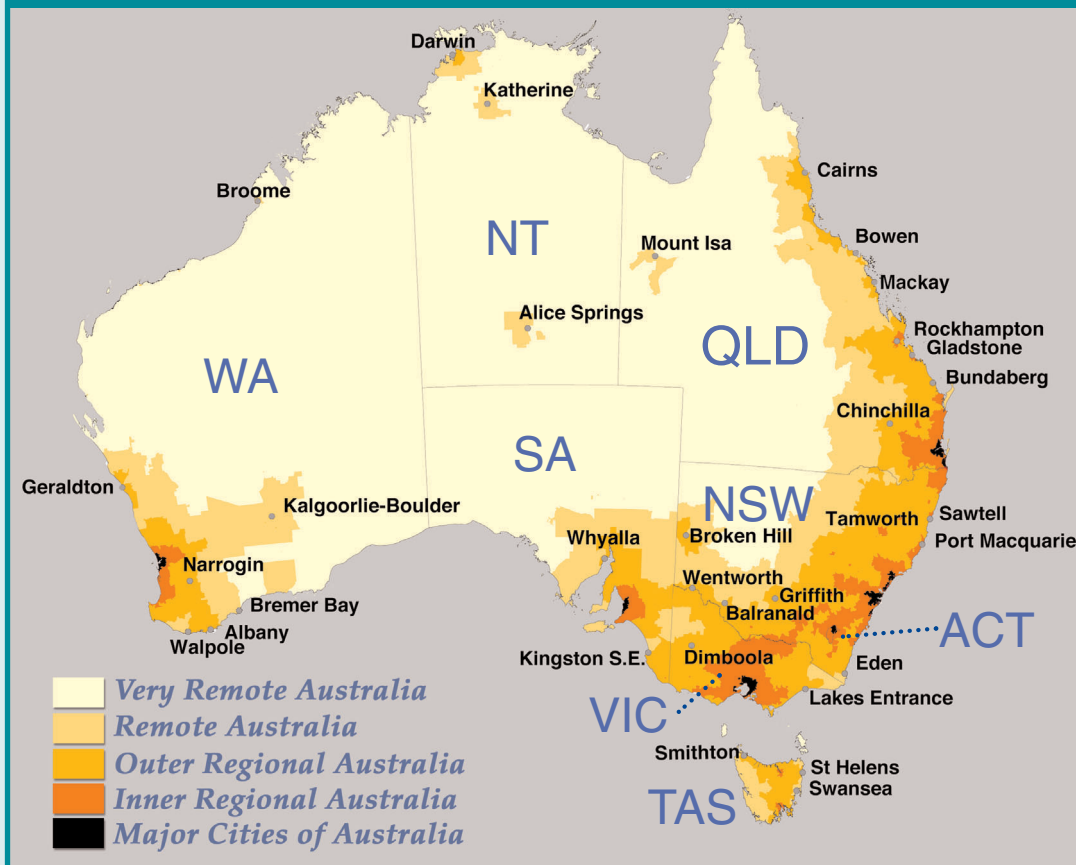 Darwin
Katherine
Broome
Cairns
NT
Mount Isa
Bowen
Mackay
Alice Springs
Rockhampton
Gladstone
QLD
WA
Bundaberg
Chinchilla
SA
Geraldton
Kalgoorlie-Boulder
NSW
Tamworth
Sawtell
Whyalla
Broken Hill
Port Macquarie
Narrogin
Wentworth
Griffith
Bremer Bay
Balranald
Albany
ACT
Walpole
Kingston S.E.
Dimboola
Eden
Lakes Entrance
VIC
Smithton
St Helens
Swansea
TAS
Very Remote Australia
Remote Australia
Outer Regional Australia
Inner Regional Australia
Major Cities of Australia